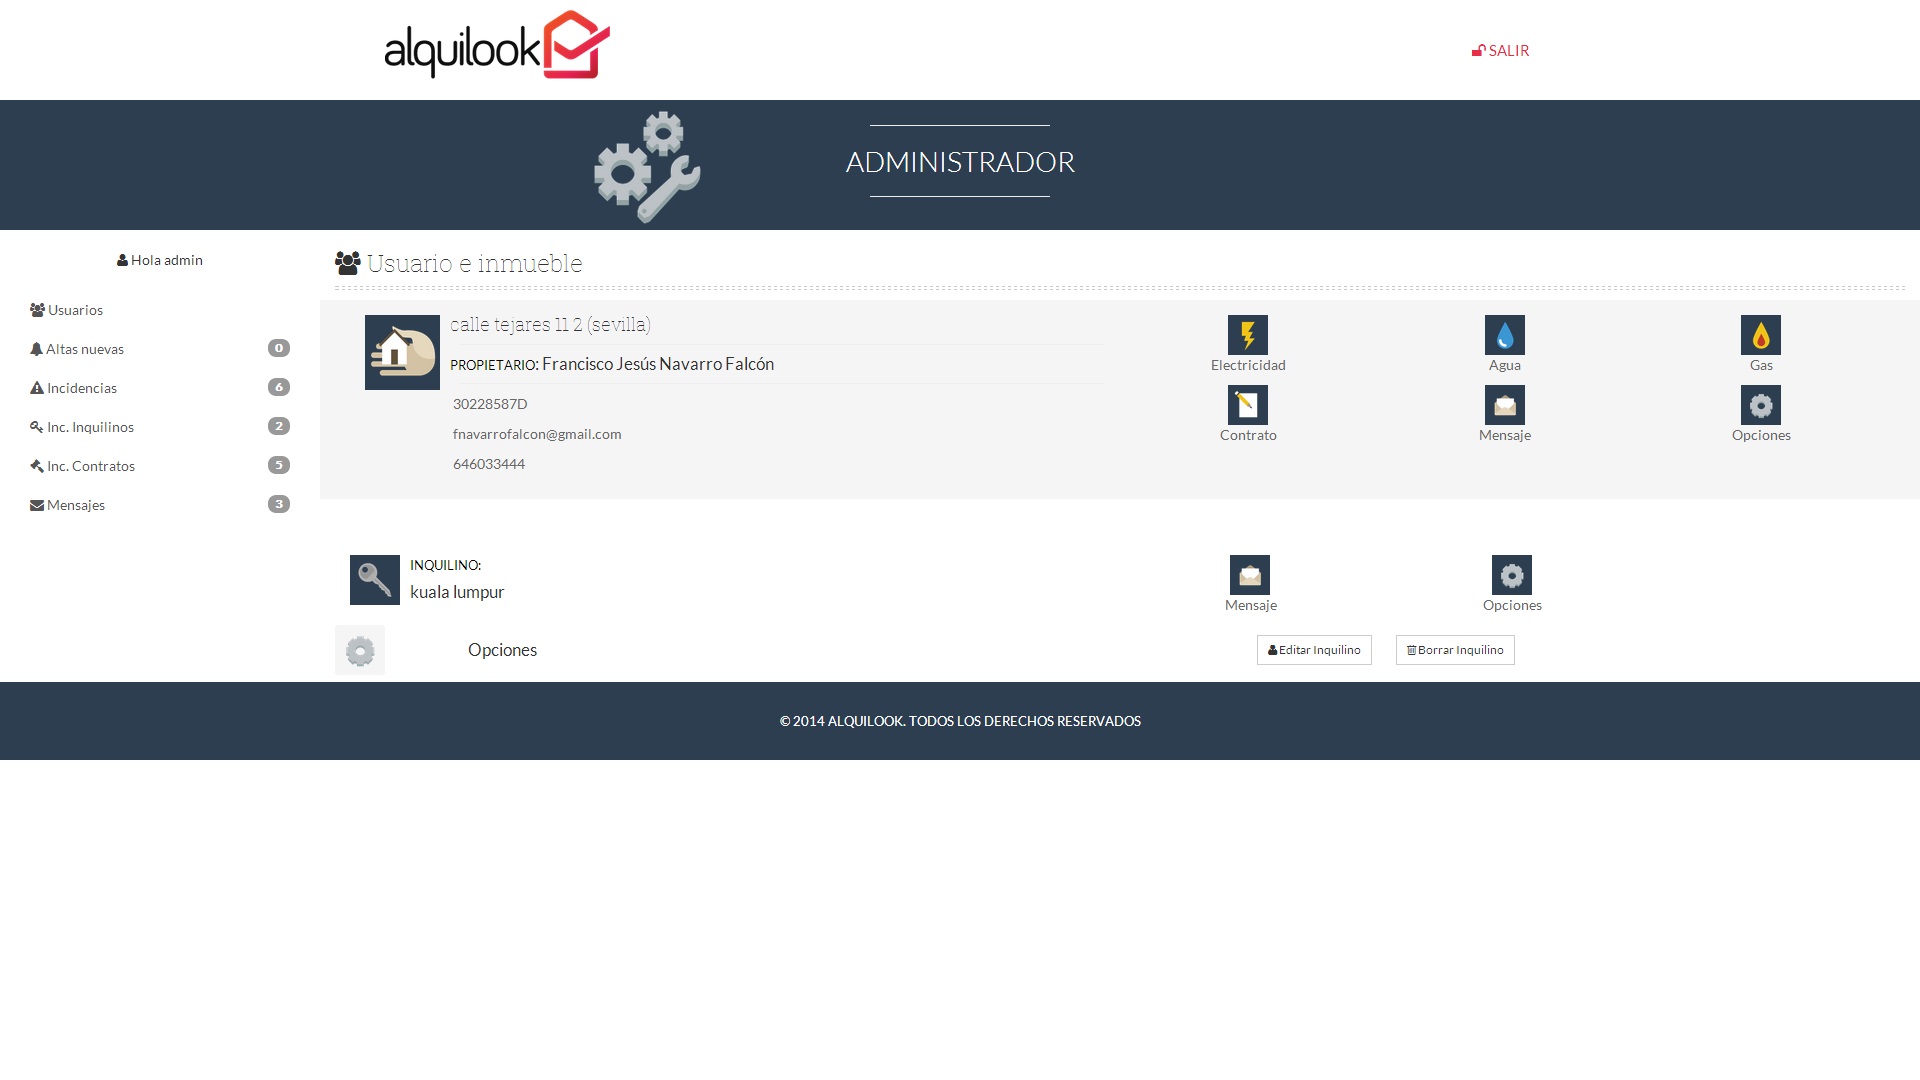 alquilook
SALIR
ADMINISTRADOR
Hola admin
Usuarios
Altas nuevas 0
Incidencias 6
Inc. Inquilinos 2
Inc. Contratos 5
Mensajes 3
Usuario e inmueble
calle tejares 11 2 (sevilla)
PROPIETARIO: Francisco Jesús Navarro Falcón
30228587D
fnavarrofalcon@gmail.com
646033444
Electricidad Agua Gas
Contrato Mensaje Opciones
INQUILINO:
kuala lumpur
Mensaje Opciones
Opciones Editar Inquilino Borrar Inquilino
© 2014 ALQUILOOK. TODOS LOS DERECHOS RESERVADOS